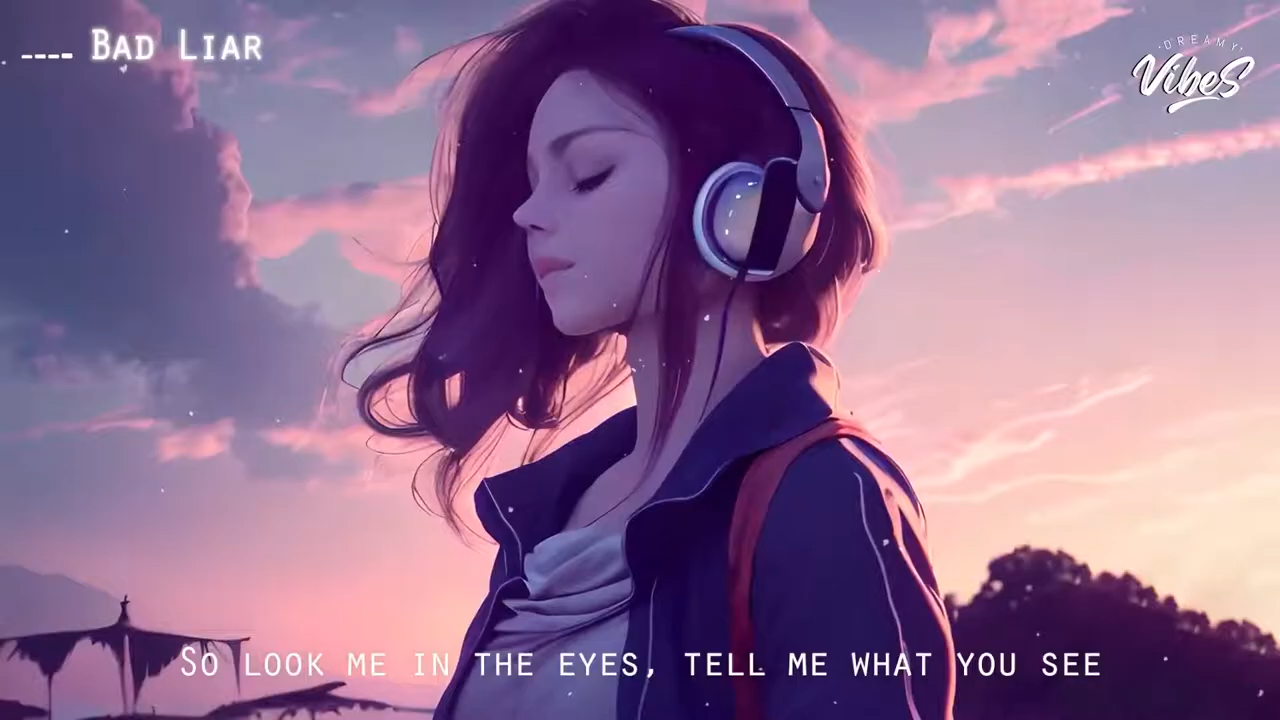 ---- Bad Liar
·DREAMY·
Vibes
So look me in the eyes, tell me what you see